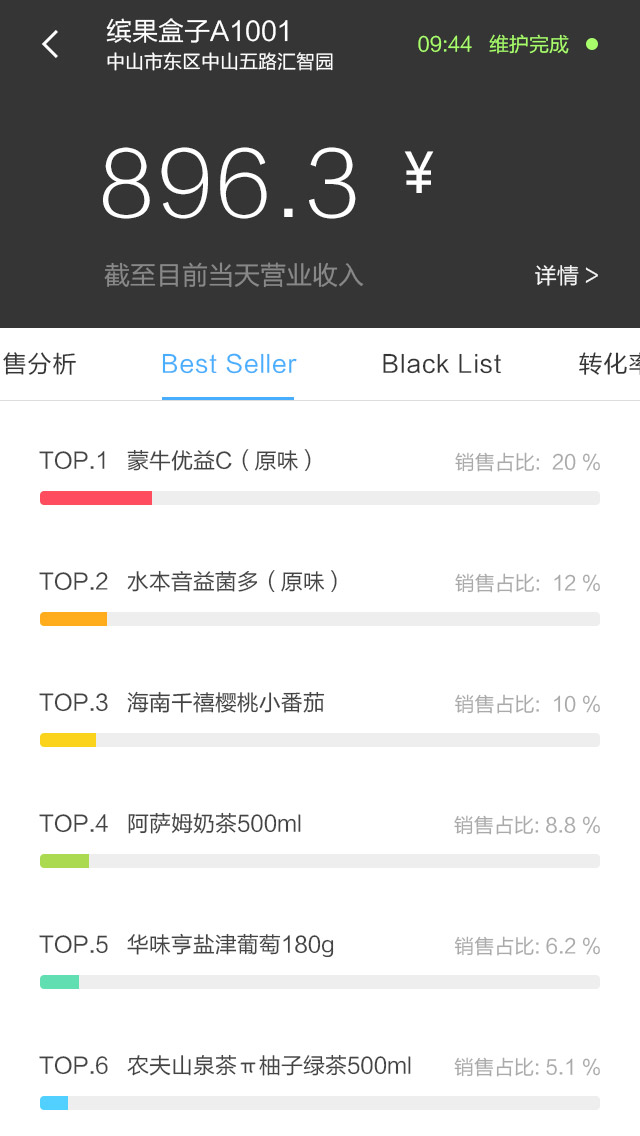 缤果盒子A1001
中山市东区中山五路汇智园
09:44 维护完成
896.3 ¥
截至目前当天营业收入
详情 >
售分析 Best Seller Black List 转化率
TOP.1 蒙牛优益C（原味）
销售占比: 20 %
TOP.2 水本音益菌多（原味）
销售占比: 12 %
TOP.3 海南千禧樱桃小番茄
销售占比: 10 %
TOP.4 阿萨姆奶茶500ml
销售占比: 8.8 %
TOP.5 华味亨盐津葡萄180g
销售占比: 6.2 %
TOP.6 农夫山泉茶π柚子绿茶500ml
销售占比: 5.1 %